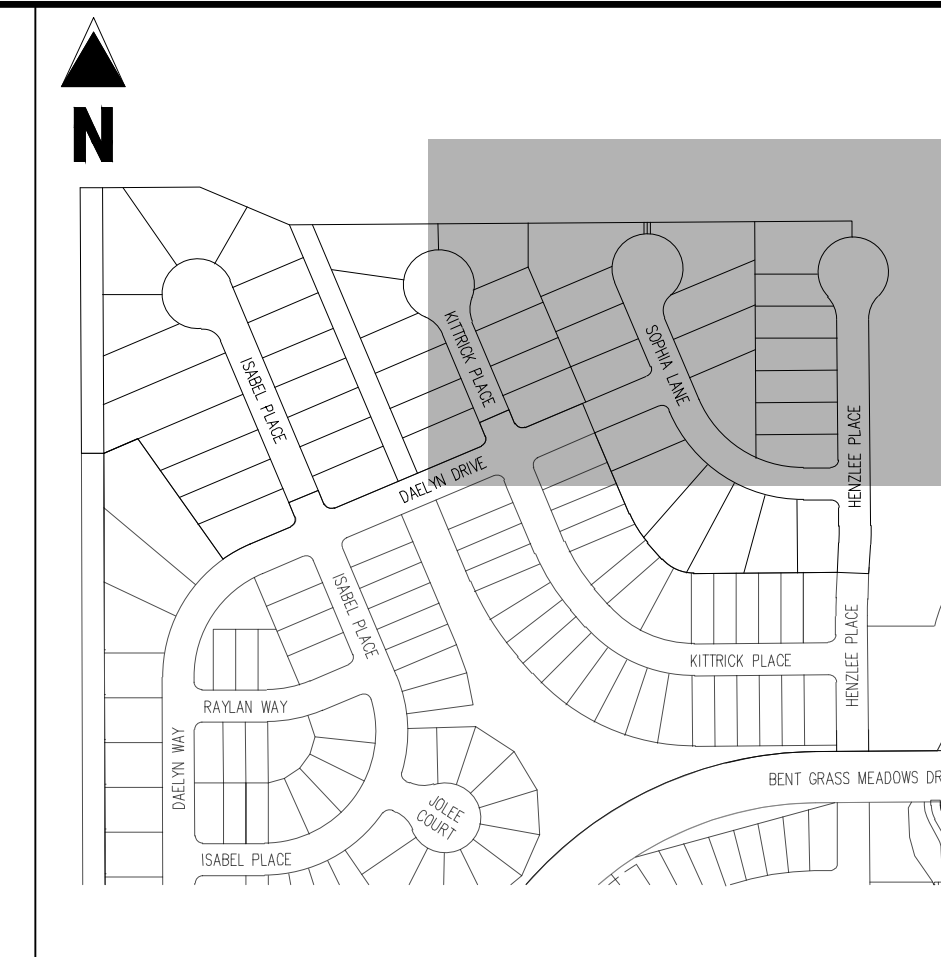 N
KITTRICK PLACE
SOPHIA LANE
ISABEL PLACE
HENZLEE PLACE
DAELYN DRIVE
ISABEL PLACE
HENZLEE PLACE
KITTRICK PLACE
RAYLAN WAY
DAELYN WAY
BENT GRASS MEADOWS DR
JOLEE
COURT
ISABEL PLACE